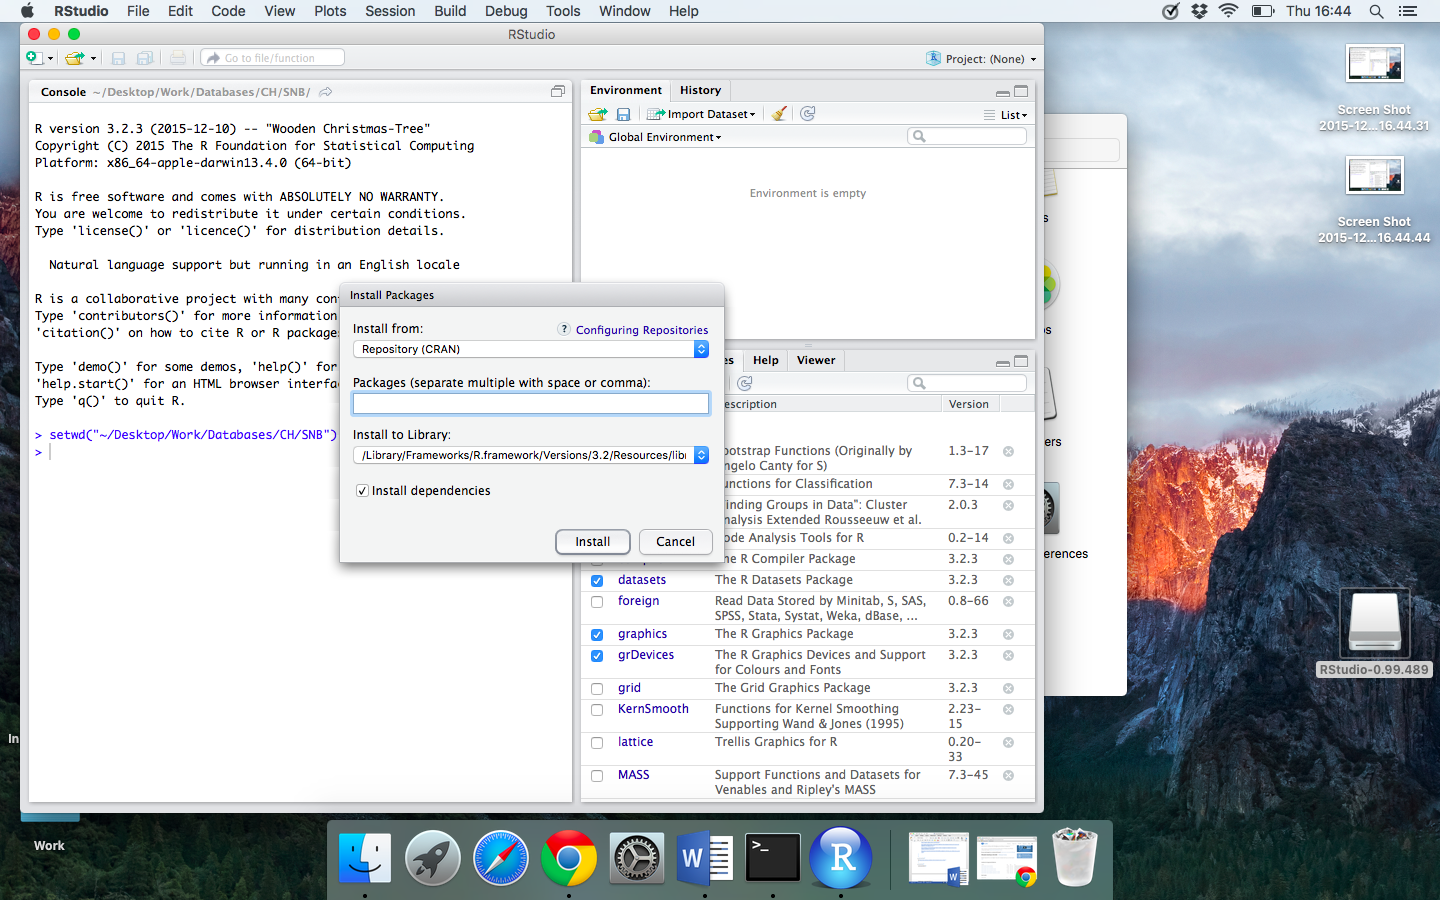 RStudio File Edit Code View Plots Session Build Debug Tools Window Help
Thu 16:44
RStudio
Go to file/function
Project: (None)
Console ~/Desktop/Work/Databases/CH/SNB/
R version 3.2.3 (2015-12-10) -- "Wooden Christmas-Tree"
Copyright (C) 2015 The R Foundation for Statistical Computing
Platform: x86_64-apple-darwin13.4.0 (64-bit)
R is free software and comes with ABSOLUTELY NO WARRANTY.
You are welcome to redistribute it under certain conditions.
Type 'license()' or 'licence()' for distribution details.
Natural language support but running in an English locale
R is a collaborative project with many
Type 'contributors()' for more information
'citation()' on how to cite R or R
Type 'demo()' for some demos, 'help()' for
'help.start()' for an HTML browser
Type 'q()' to quit R.
> setwd("~/Desktop/Work/Databases/CH/SNB")
>
Environment History
Import Dataset
List
Global Environment
Environment is empty
Install Packages
Install from:
? Configuring Repositories
Repository (CRAN)
Packages (separate multiple with space or comma):
Install to Library:
/Library/Frameworks/R.framework/Versions/3.2/Resources/libr
Install dependencies
Install Cancel
Help Viewer
Version
ootstrap Functions (Originally by
ngelo Canty for S)
1.3-17
unctions for Classification 7.3-14
inding Groups in Data": Cluster
nalysis Extended Rousseeuw et al.
2.0.3
ode Analysis Tools for R 0.2-14
he R Compiler Package 3.2.3
datasets The R Datasets Package 3.2.3
foreign Read Data Stored by Minitab, S, SAS,
SPSS, Stata, Systat, Weka, dBase, ...
0.8-66
graphics The R Graphics Package 3.2.3
grDevices The R Graphics Devices and Support
for Colours and Fonts
3.2.3
grid The Grid Graphics Package 3.2.3
KernSmooth Functions for Kernel Smoothing
Supporting Wand & Jones (1995)
2.23-
15
lattice Trellis Graphics for R 0.20-
33
MASS Support Functions and Datasets for
Venables and Ripley's MASS
7.3-45
Screen Shot
2015-12...16.44.31
Screen Shot
2015-12...16.44.44
ers
erences
RStudio-0.99.489
In
Work